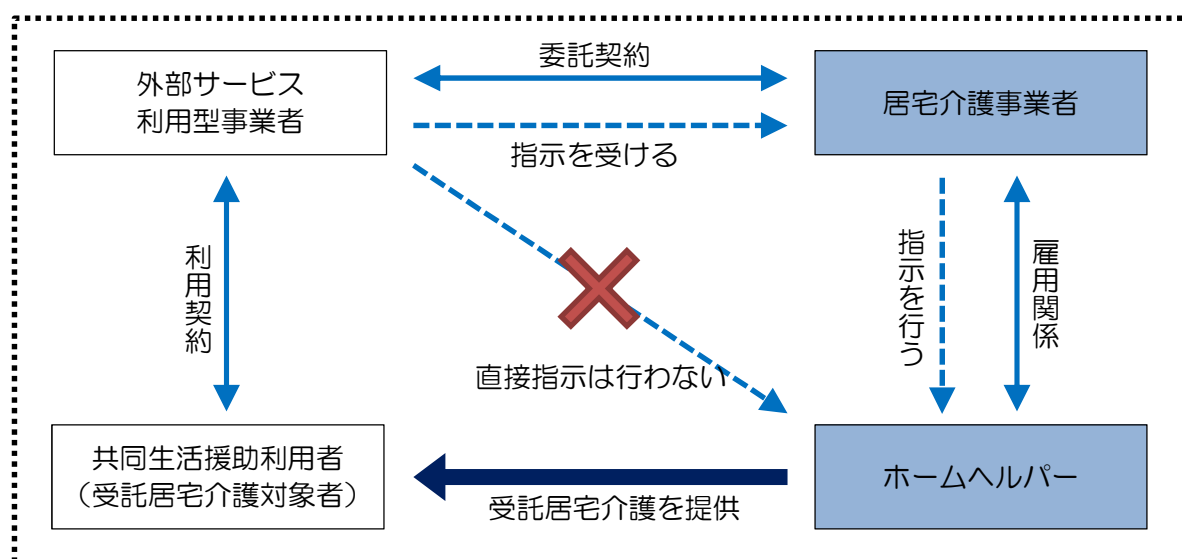 外部サービス
利用型事業者
委託契約
居宅介護事業者
指示を受ける
利用契約
指示を行う
雇用関係
直接指示は行わない
共同生活援助利用者
（受託居宅介護対象者）
受託居宅介護を提供
ホームヘルパー